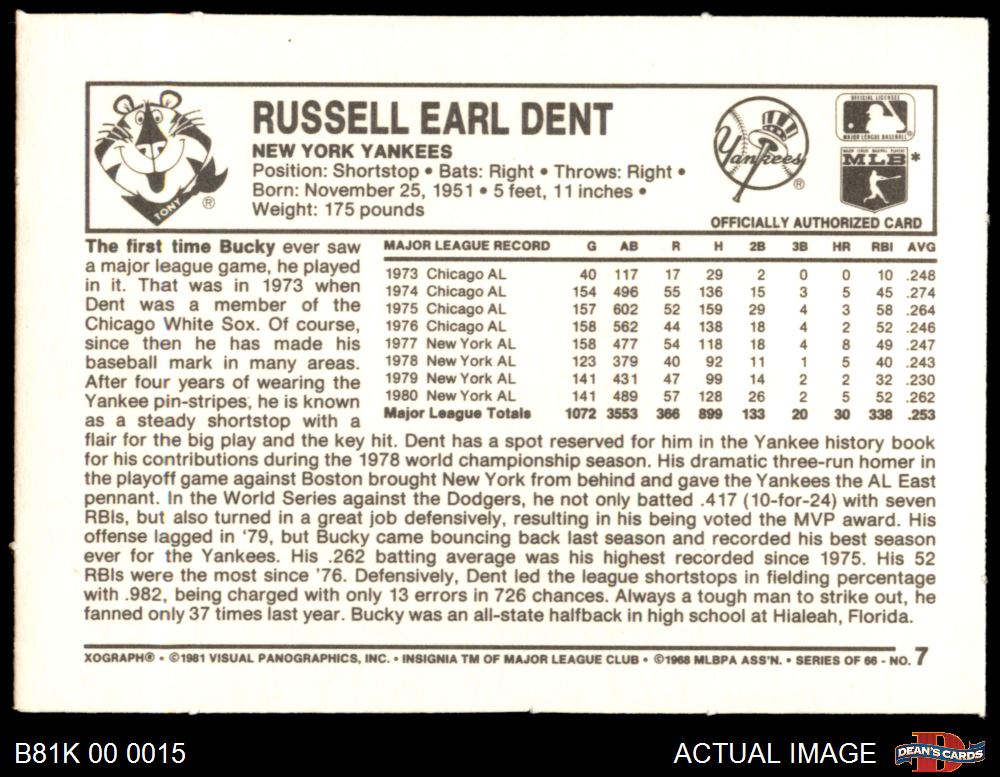 RUSSELL EARL DENT
NEW YORK YANKEES
Position: Shortstop • Bats: Right • Throws: Right •
Born: November 25, 1951 • 5 feet, 11 inches •
Weight: 175 pounds
TONY
®
Yankees
®
OFFICIAL LICENSEE
MAJOR LEAGUE BASEBALL
MAJOR LEAGUE BASEBALL PLAYERS
MLB*
OFFICIALLY AUTHORIZED CARD
The first time Bucky ever saw
a major league game, he played
in it. That was in 1973 when
Dent was a member of the
Chicago White Sox. Of course,
since then he has made his
baseball mark in many areas.
After four years of wearing the
Yankee pin-stripes, he is known
as a steady shortstop with a
MAJOR LEAGUE RECORD G AB R H 2B 3B HR RBI AVG
1973 Chicago AL 40 117 17 29 2 0 0 10 .248
1974 Chicago AL 154 496 55 136 15 3 5 45 .274
1975 Chicago AL 157 602 52 159 29 4 3 58 .264
1976 Chicago AL 158 562 44 138 18 4 2 52 .246
1977 New York AL 158 477 54 118 18 4 8 49 .247
1978 New York AL 123 379 40 92 11 1 5 40 .243
1979 New York AL 141 431 47 99 14 2 2 32 .230
1980 New York AL 141 489 57 128 26 2 5 52 .262
Major League Totals 1072 3553 366 899 133 20 30 338 .253
flair for the big play and the key hit. Dent has a spot reserved for him in the Yankee history book
for his contributions during the 1978 world championship season. His dramatic three-run homer in
the playoff game against Boston brought New York from behind and gave the Yankees the AL East
pennant. In the World Series against the Dodgers, he not only batted .417 (10-for-24) with seven
RBIs, but also turned in a great job defensively, resulting in his being voted the MVP award. His
offense lagged in '79, but Bucky came bouncing back last season and recorded his best season
ever for the Yankees. His .262 batting average was his highest recorded since 1975. His 52
RBIs were the most since '76. Defensively, Dent led the league shortstops in fielding percentage
with .982, being charged with only 13 errors in 726 chances. Always a tough man to strike out, he
fanned only 37 times last year. Bucky was an all-state halfback in high school at Hialeah, Florida.
XOGRAPH® • ©1981 VISUAL PANOGRAPHICS, INC. • INSIGNIA TM OF MAJOR LEAGUE CLUB • ©1968 MLBPA ASS'N. • SERIES OF 66 - NO. 7
B81K 00 0015
ACTUAL IMAGE
DEAN'S CARDS